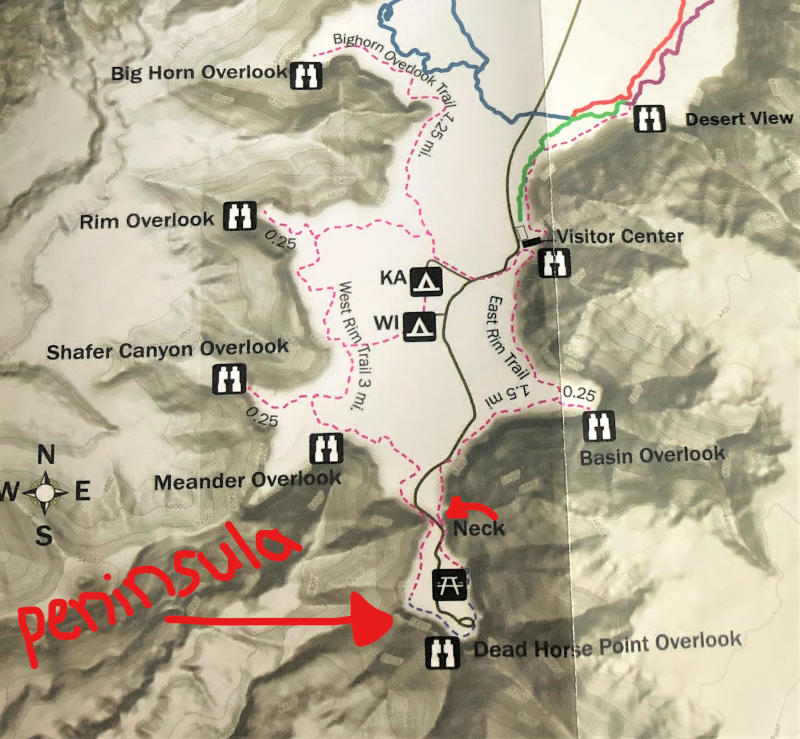 Bighorn Overlook Trail 1.25 mi.
Big Horn Overlook
Desert View
Rim Overlook
0.25
Visitor Center
KA
WI
West Rim Trail 3 mi.
East Rim Trail
1.5 mi
Shafer Canyon Overlook
0.25
0.25
Basin Overlook
Meander Overlook
N
W E
S
Neck
peninsula
Dead Horse Point Overlook